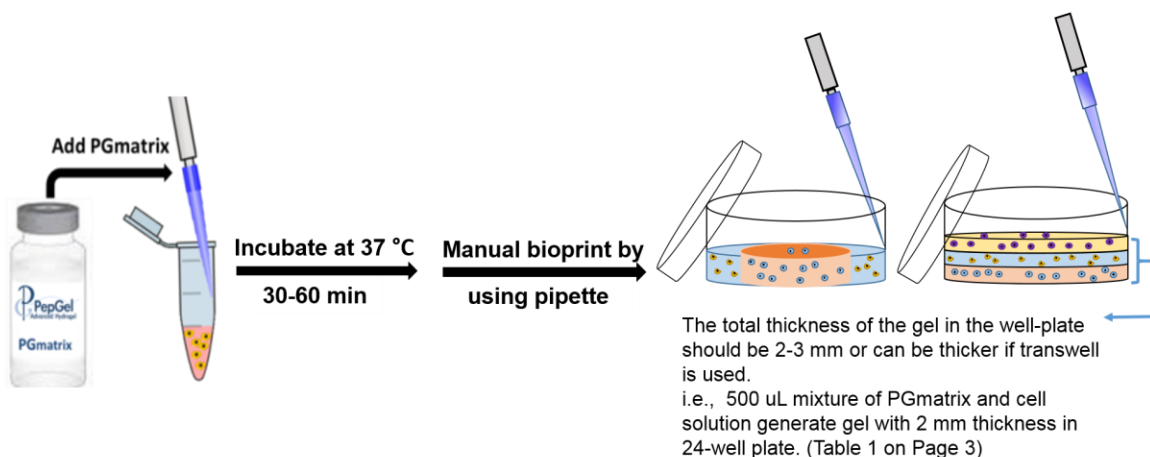 Add PGmatrix
PepGel
Advanced Hydrogel
PGmatrix
Incubate at 37 °C
30-60 min
Manual bioprint by
using pipette
The total thickness of the gel in the well-plate
should be 2-3 mm or can be thicker if transwell
is used.
i.e.,  500 uL mixture of PGmatrix and cell
solution generate gel with 2 mm thickness in
24-well plate. (Table 1 on Page 3)